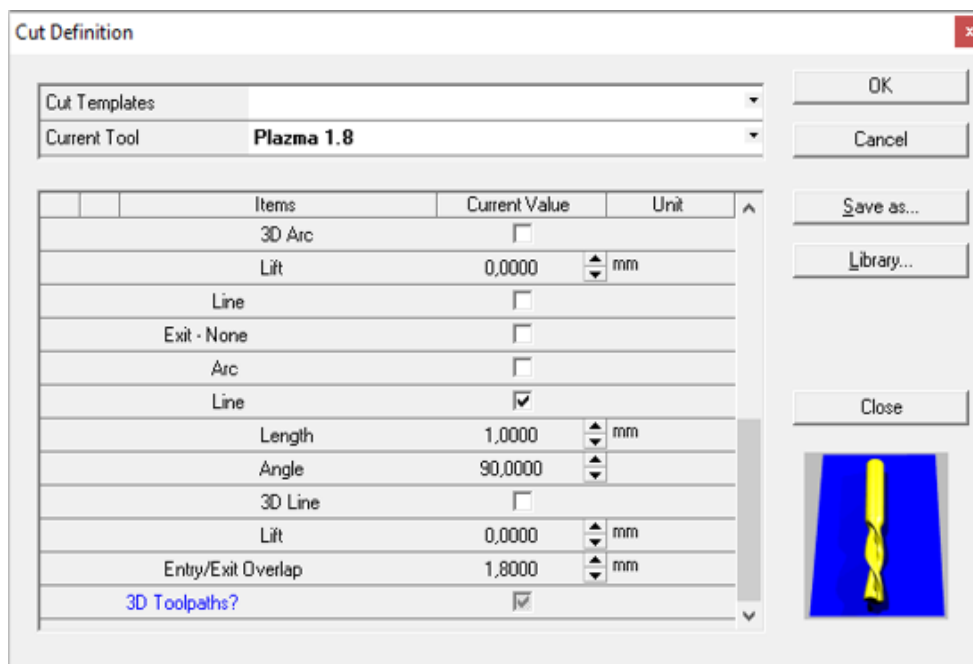 Cut Definition
x
Cut Templates
OK
Current Tool Plazma 1.8
Cancel
Items Current Value Unit
Save as...
3D Arc
Lift 0,0000 mm
Library...
Line
Exit - None
Arc
Line
Close
Length 1,0000 mm
Angle 90,0000
3D Line
Lift 0,0000 mm
Entry/Exit Overlap 1,8000 mm
3D Toolpaths?